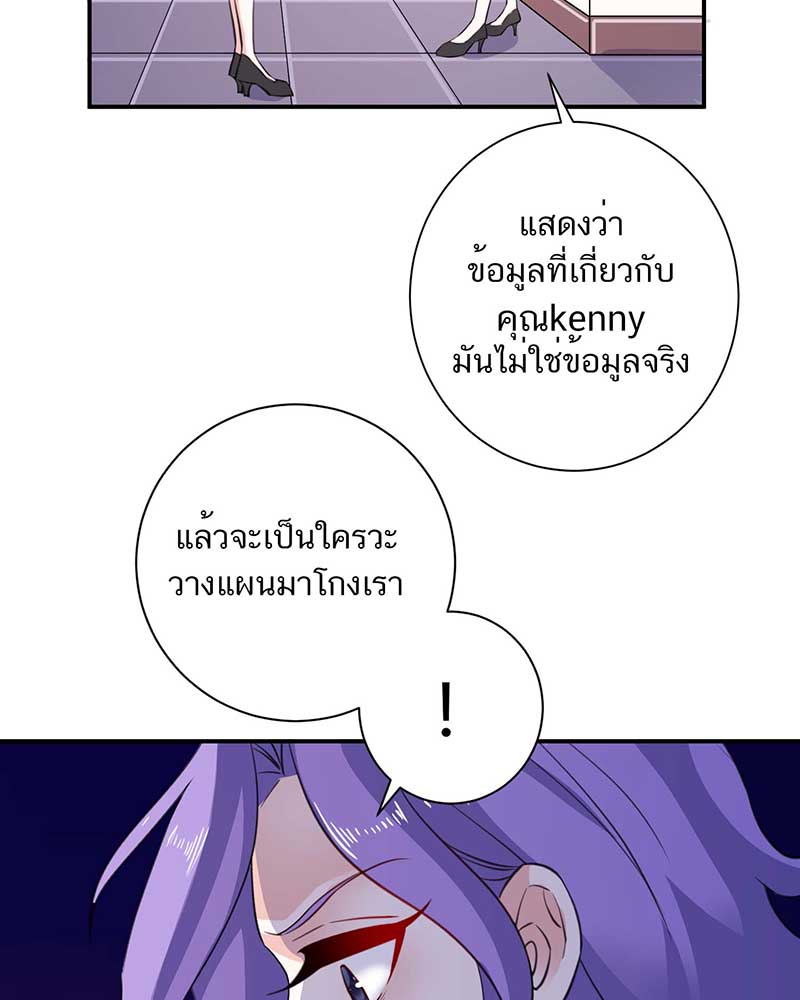 แสดงว่า
ข้อมูลที่เกี่ยวกับ
คุณkenny
มันไม่ใช่ข้อมูลจริง
แล้วจะเป็นใครวะ
วางแผนมาโกงเรา
!